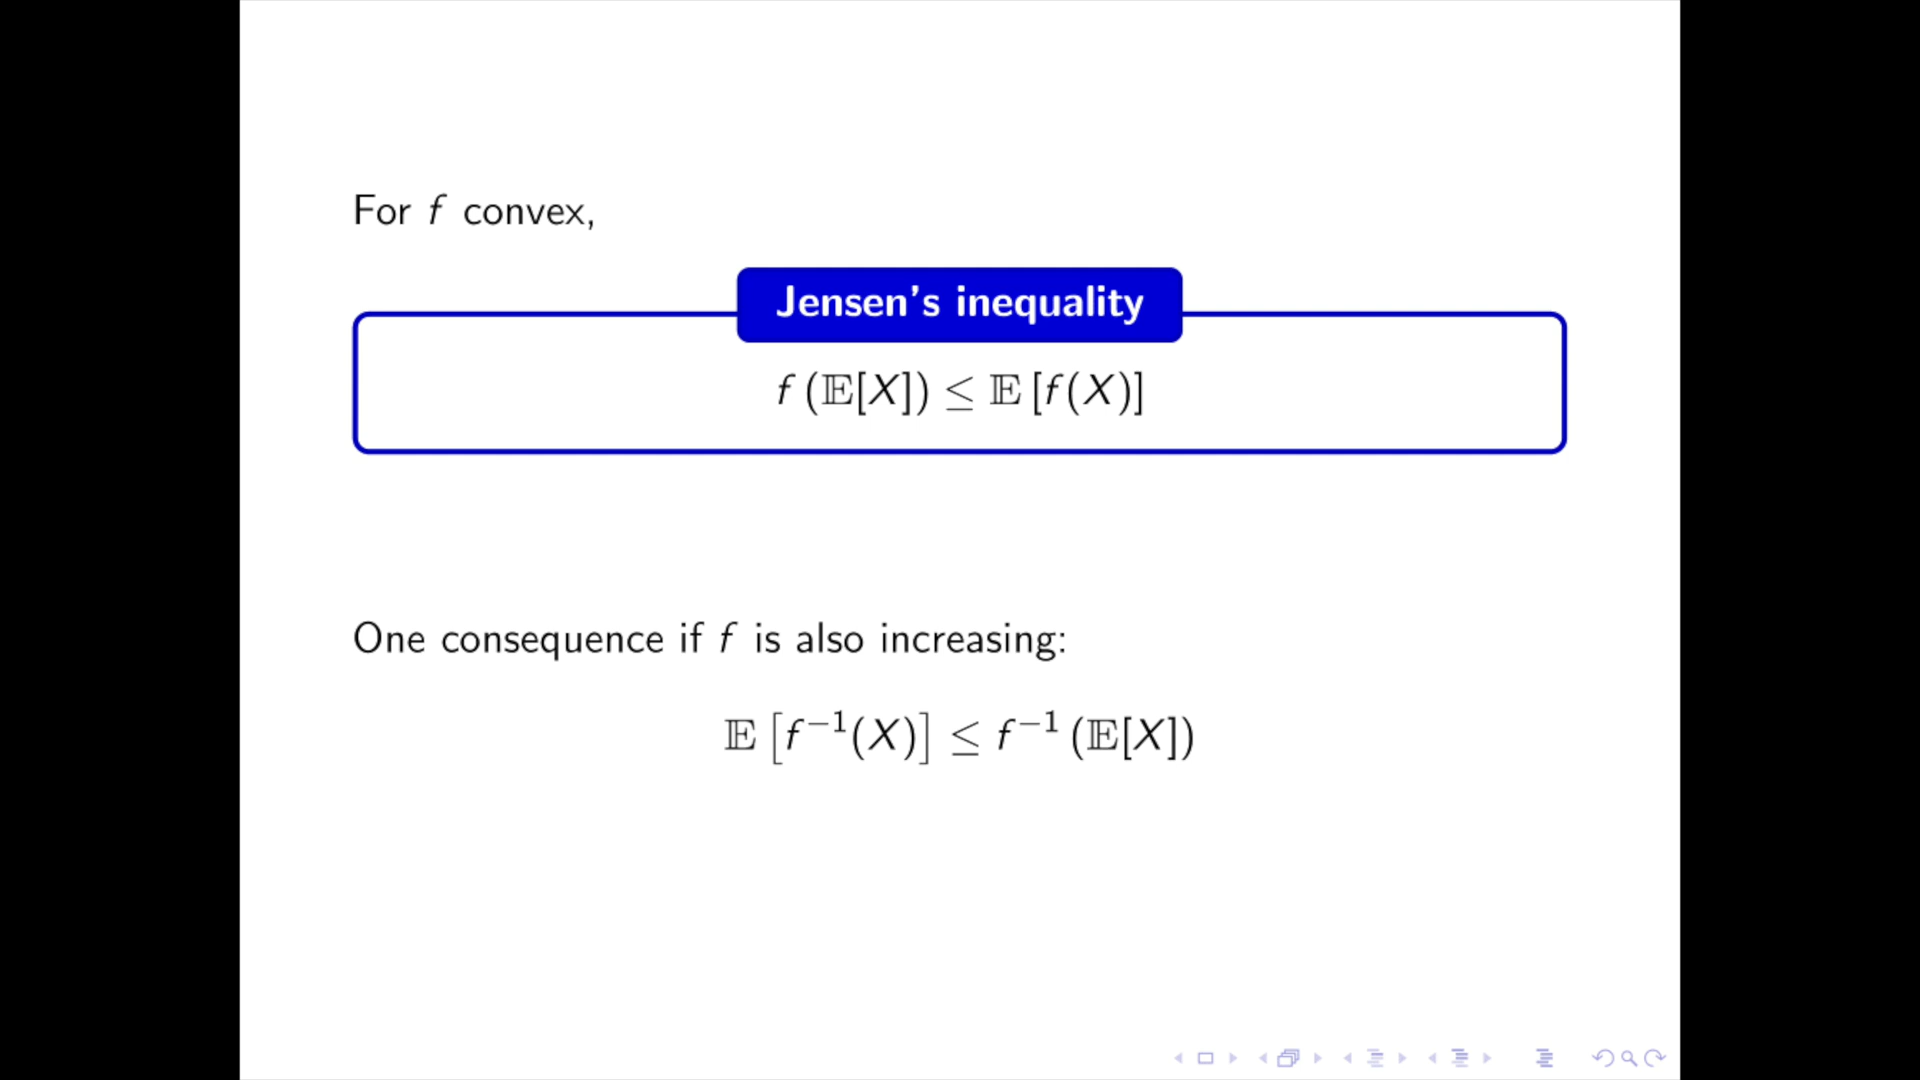 For f convex,
Jensen's inequality
f (𝔼[X]) ≤ 𝔼 [f(X)]
One consequence if f is also increasing:
𝔼 [f⁻¹(X)] ≤ f⁻¹ (𝔼[X])